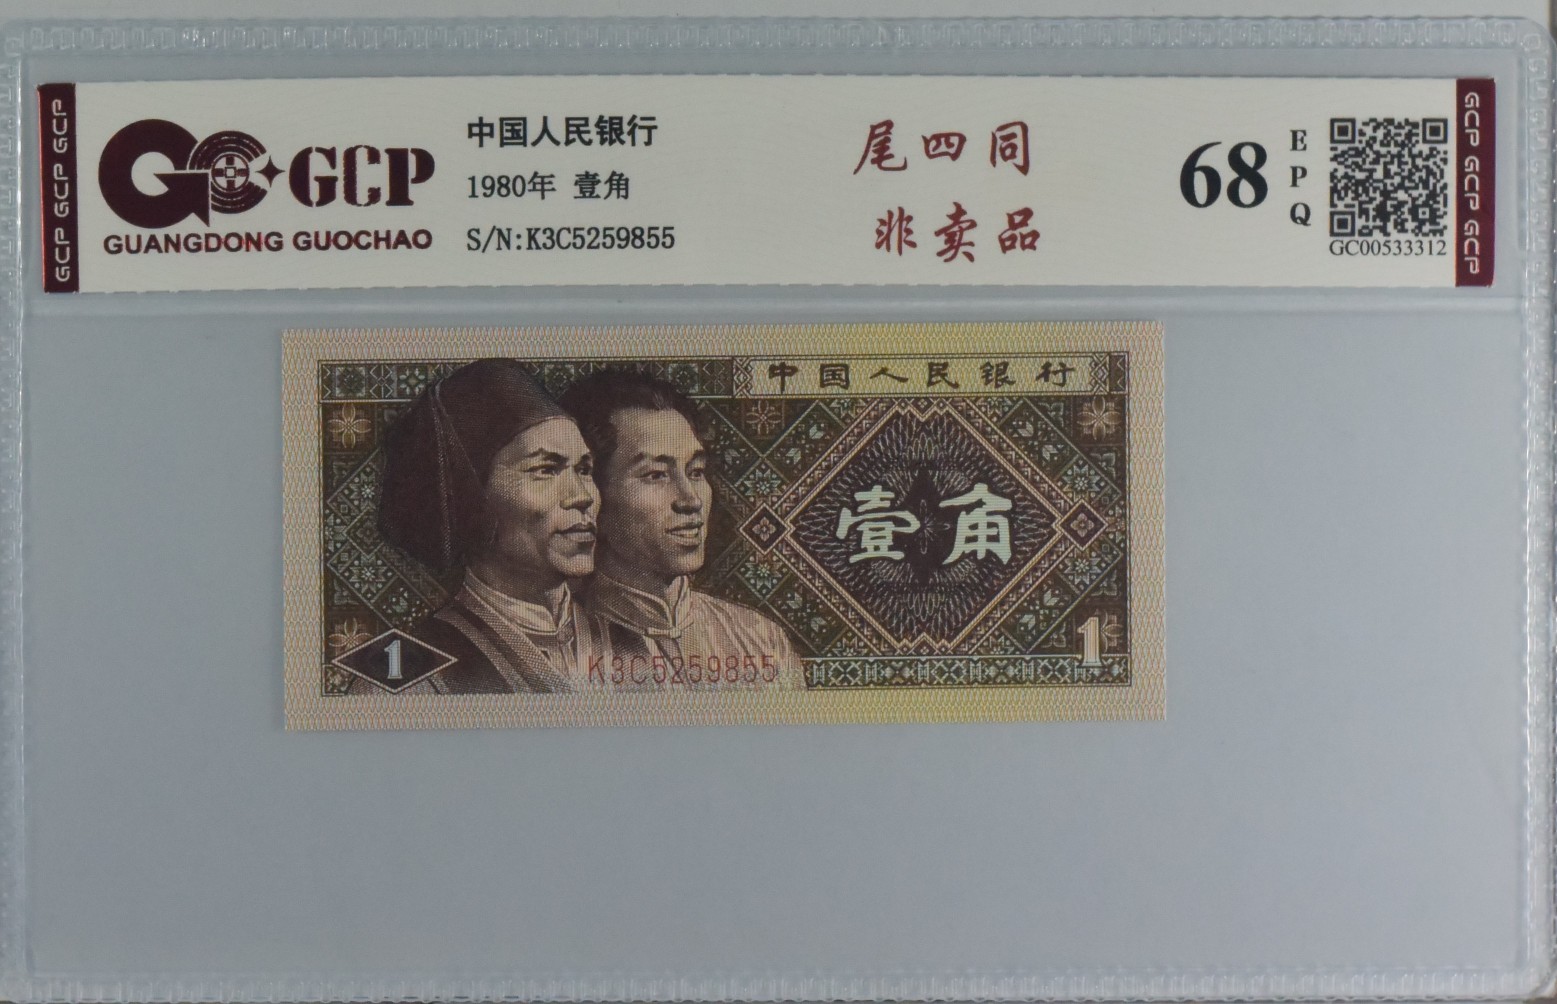 GCP GCP GCP
GCP
GUANGDONG GUOCHAO
中国人民银行
1980年 壹角
S/N:K3C5259855
尾四同
非卖品
68
EPQ
GC00533312
GCP GCP GCP
中国人民银行
壹角
1
K3C5259855
1